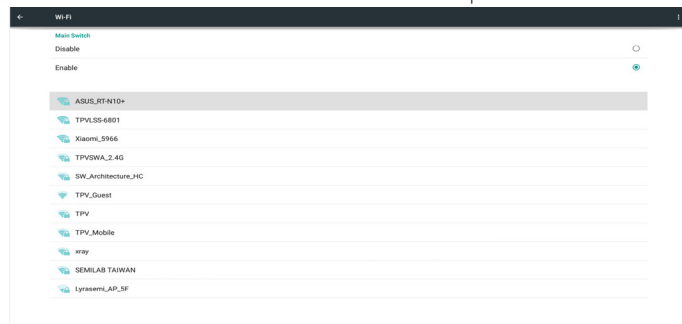 Wi-Fi
Main Switch
Disable
Enable
ASUS_RT-N10+
TPVLSS-6801
Xiaomi_5966
TPVSWA_2.4G
SW_Architecture_HC
TPV_Guest
TPV
TPV_Mobile
xray
SEMILAB TAIWAN
Lyrasemi_AP_5F